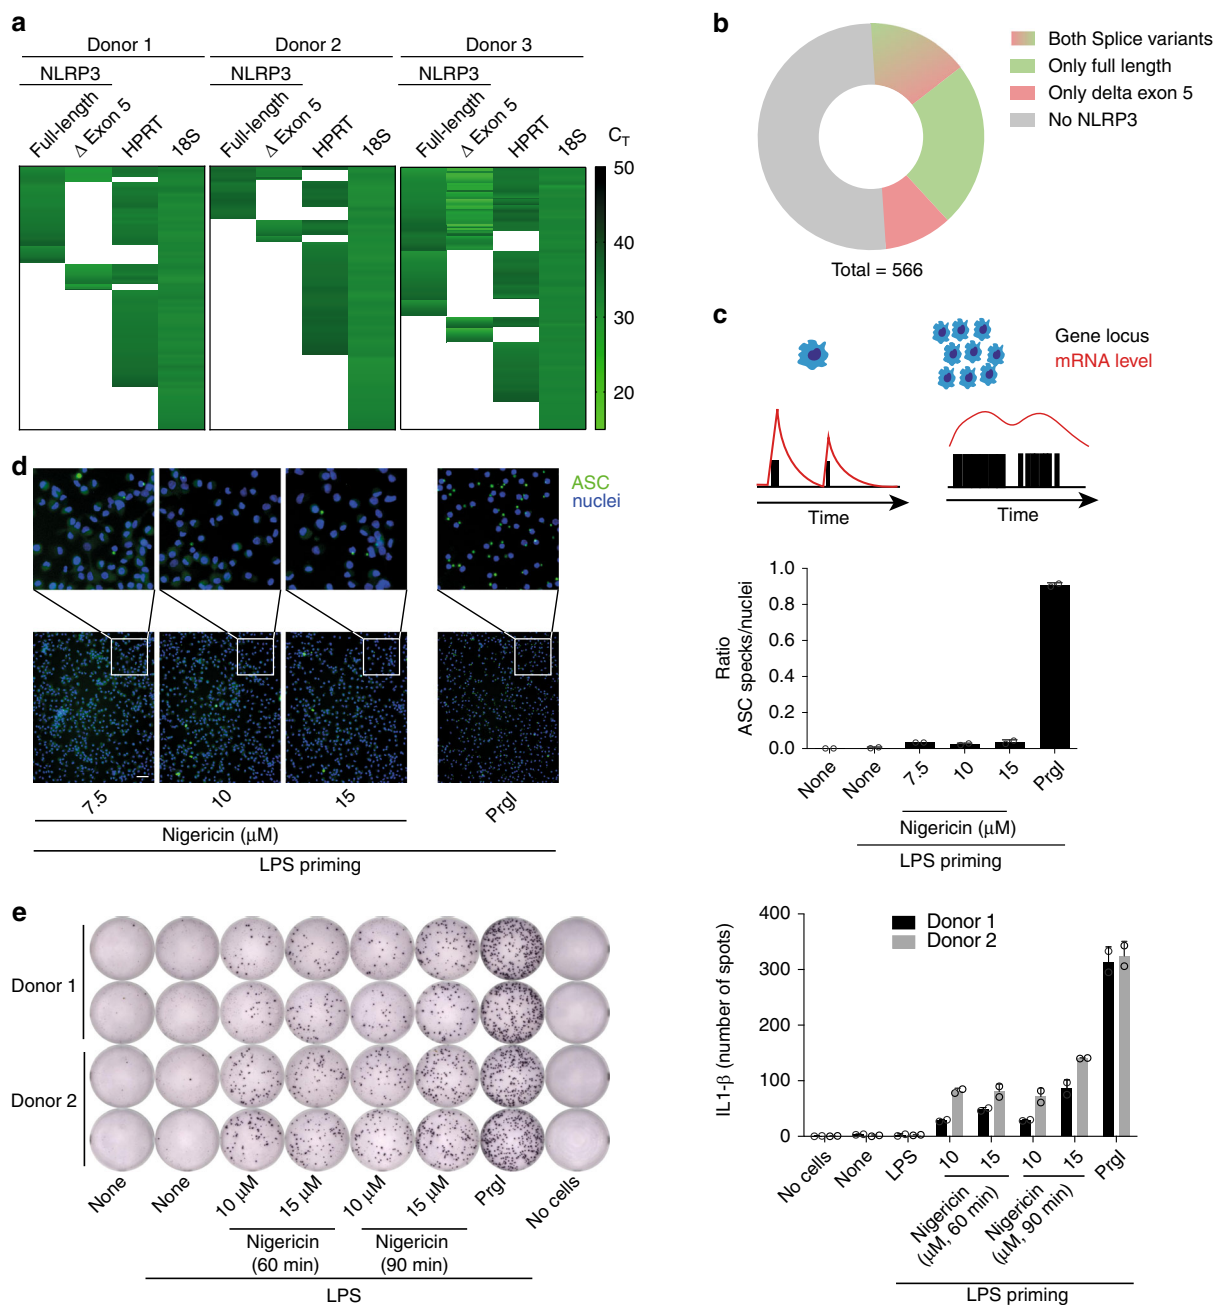 a
Donor 1
Donor 2
Donor 3
NLRP3
NLRP3
NLRP3
Full-length
Δ Exon 5
HPRT
18S
Full-length
Δ Exon 5
HPRT
18S
Full-length
Δ Exon 5
HPRT
18S
CT
50
40
30
20
b
Both Splice variants
Only full length
Only delta exon 5
No NLRP3
Total = 566
c
Gene locus
mRNA level
Time
Time
d
ASC
nuclei
7.5
10
15
PrgI
Nigericin (μM)
LPS priming
Ratio
ASC specks/nuclei
1.0
0.8
0.6
0.4
0.2
0.0
None
None
7.5
10
15
PrgI
Nigericin (μM)
LPS priming
e
Donor 1
Donor 2
None
None
10 μM
15 μM
10 μM
15 μM
PrgI
No cells
Nigericin
(60 min)
Nigericin
(90 min)
LPS
IL1-β (number of spots)
400
300
200
100
0
Donor 1
Donor 2
No cells
None
LPS
10
15
10
15
PrgI
Nigericin
(μM, 60 min)
Nigericin
(μM, 90 min)
LPS priming